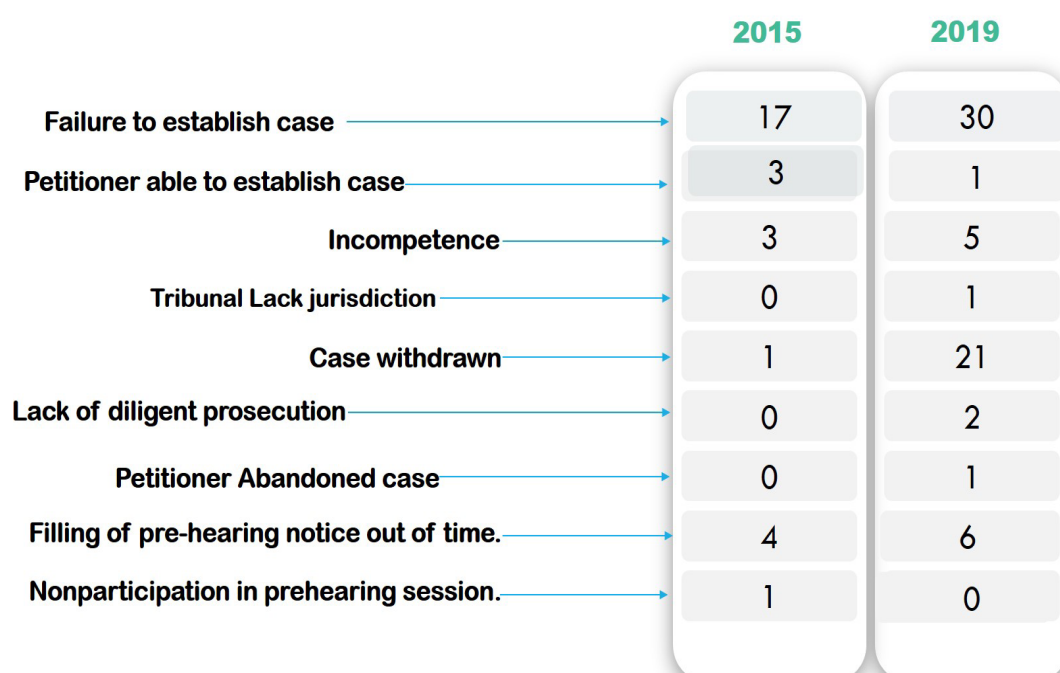 2015 2019
Failure to establish case 17 30
Petitioner able to establish case 3 1
Incompetence 3 5
Tribunal Lack jurisdiction 0 1
Case withdrawn 1 21
Lack of diligent prosecution 0 2
Petitioner Abandoned case 0 1
Filling of pre-hearing notice out of time. 4 6
Nonparticipation in prehearing session. 1 0